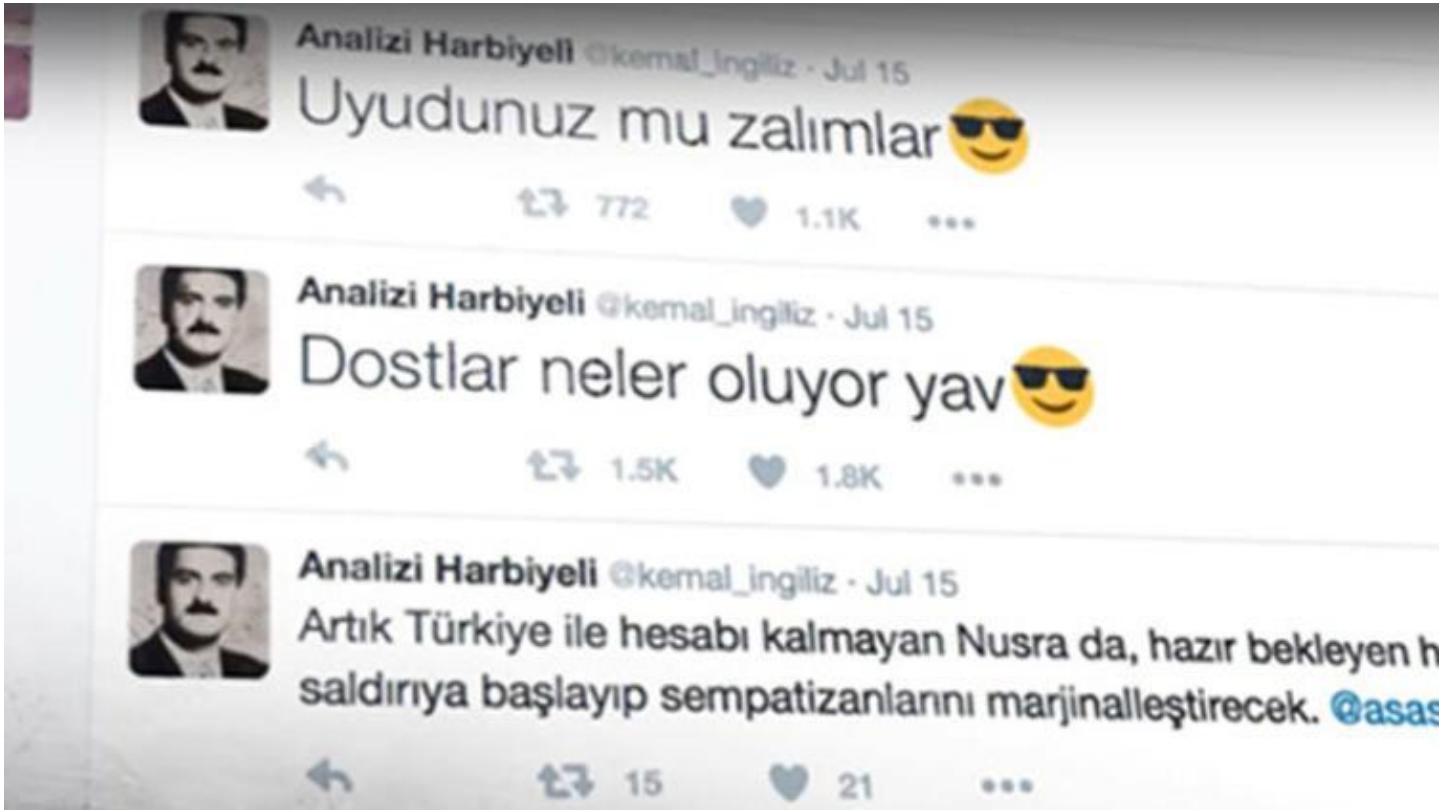 Analizi Harbiyeli @kemal_ingiliz · Jul 15
Uyudunuz mu zalımlar
772 1.1K
Analizi Harbiyeli @kemal_ingiliz · Jul 15
Dostlar neler oluyor yav
1.5K 1.8K
Analizi Harbiyeli @kemal_ingiliz · Jul 15
Artık Türkiye ile hesabı kalmayan Nusra da, hazır bekleyen
saldırıya başlayıp sempatizanlarını marjinalleştirecek. @asas
15 21